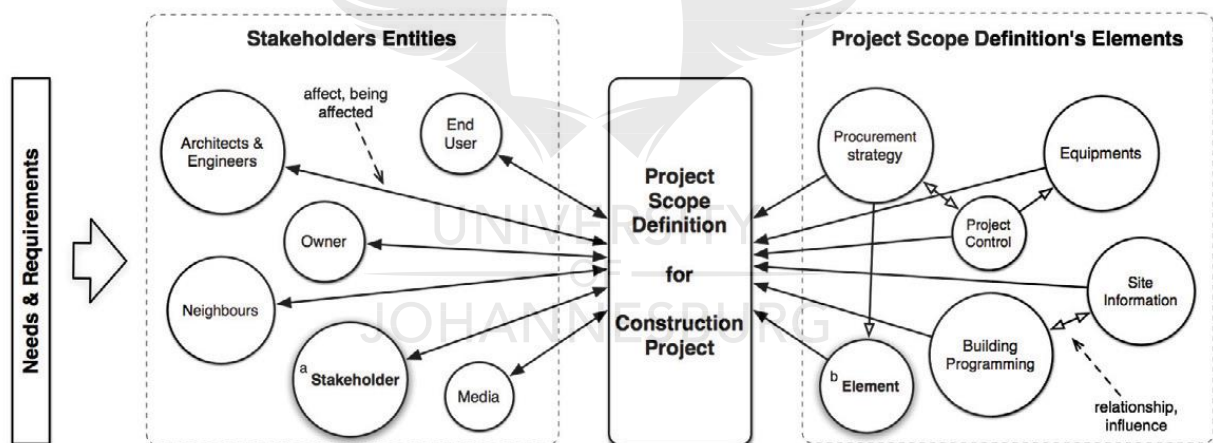 Needs & Requirements
Stakeholders Entities
affect, being
affected
Architects &
Engineers
End
User
Owner
Neighbours
a Stakeholder
Media
Project
Scope
Definition
for
Construction
Project
Project Scope Definition's Elements
Procurement
strategy
Equipments
Project
Control
Site
Information
Building
Programming
b Element
relationship,
influence
UNIVERSITY
OF
JOHANNESBURG